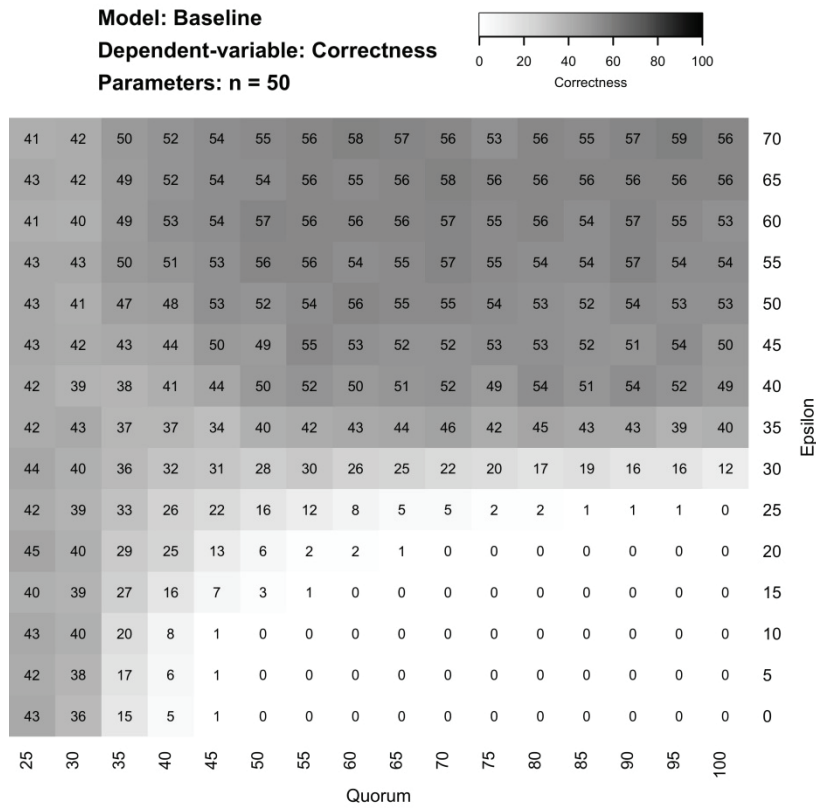 Model: Baseline
Dependent-variable: Correctness
Parameters: n = 50
0 20 40 60 80 100
Correctness
41 42 50 52 54 55 56 58 57 56 53 56 55 57 59 56 70
43 42 49 52 54 54 56 55 56 58 56 56 56 56 56 56 65
41 40 49 53 54 57 56 56 56 57 55 56 54 57 55 53 60
43 43 50 51 53 56 56 54 55 57 55 54 54 57 54 54 55
43 41 47 48 53 52 54 56 55 55 54 53 52 54 53 53 50
43 42 43 44 50 49 55 53 52 52 53 53 52 51 54 50 45
42 39 38 41 44 50 52 50 51 52 49 54 51 54 52 49 40
42 43 37 37 34 40 42 43 44 46 42 45 43 43 39 40 35
44 40 36 32 31 28 30 26 25 22 20 17 19 16 16 12 30
42 39 33 26 22 16 12 8 5 5 2 2 1 1 1 0 25
45 40 29 25 13 6 2 2 1 0 0 0 0 0 0 0 20
40 39 27 16 7 3 1 0 0 0 0 0 0 0 0 0 15
43 40 20 8 1 0 0 0 0 0 0 0 0 0 0 0 10
42 38 17 6 1 0 0 0 0 0 0 0 0 0 0 0 5
43 36 15 5 1 0 0 0 0 0 0 0 0 0 0 0 0
Epsilon
25 30 35 40 45 50 55 60 65 70 75 80 85 90 95 100
Quorum